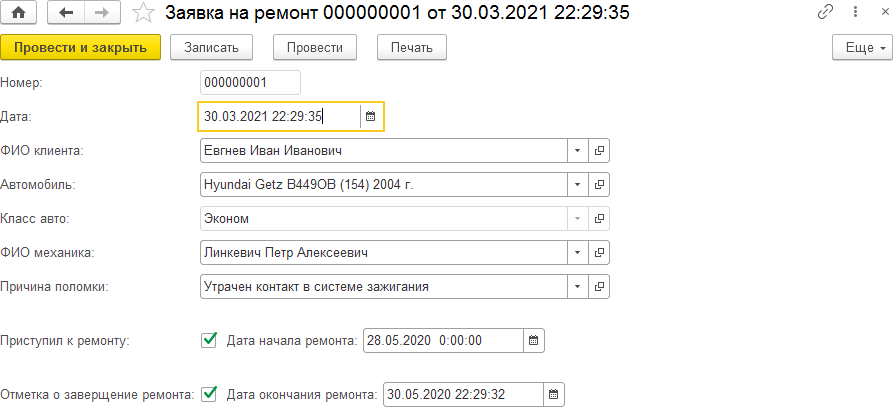 Заявка на ремонт 000000001 от 30.03.2021 22:29:35
Провести и закрыть Записать Провести Печать Еще
Номер: 000000001
Дата: 30.03.2021 22:29:35
ФИО клиента: Евгнев Иван Иванович
Автомобиль: Hyundai Getz В449ОВ (154) 2004 г.
Класс авто: Эконом
ФИО механика: Линкевич Петр Алексеевич
Причина поломки: Утрачен контакт в системе зажигания
Приступил к ремонту: Дата начала ремонта: 28.05.2020 0:00:00
Отметка о заверщение ремонта: Дата окончания ремонта: 30.05.2020 22:29:32